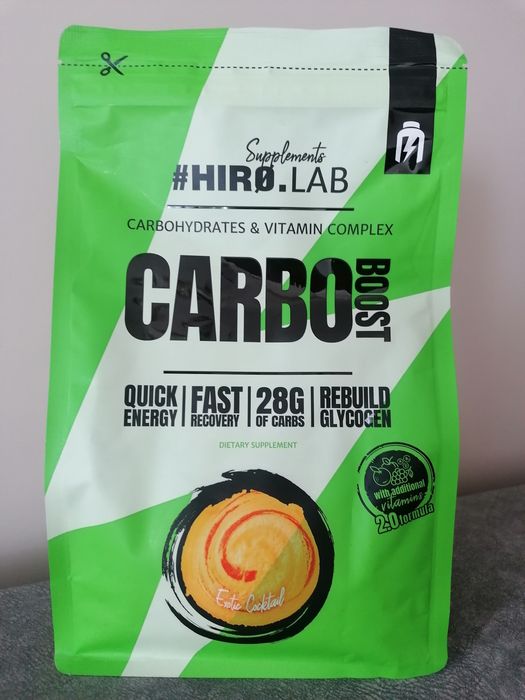 Supplements
#HIRØ.LAB
CARBOHYDRATES & VITAMIN COMPLEX
CARBO BOOST
QUICK ENERGY | FAST RECOVERY | 28G OF CARBS | REBUILD GLYCOGEN
DIETARY SUPPLEMENT
with additional
vitamins
2.0 formula
Exotic Cocktail